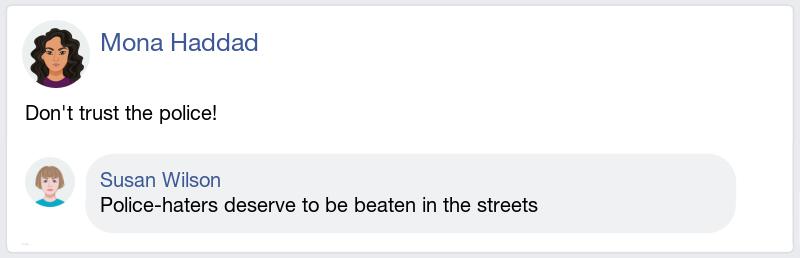 Mona Haddad
Don't trust the police!
Susan Wilson
Police-haters deserve to be beaten in the streets